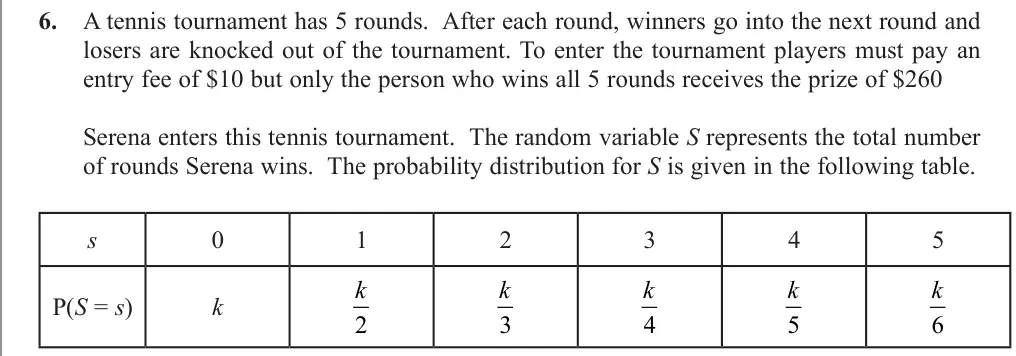 6. A tennis tournament has 5 rounds. After each round, winners go into the next round and
losers are knocked out of the tournament. To enter the tournament players must pay an
entry fee of $10 but only the person who wins all 5 rounds receives the prize of $260
Serena enters this tennis tournament. The random variable S represents the total number
of rounds Serena wins. The probability distribution for S is given in the following table.
s 0 1 2 3 4 5
P(S = s) k k/2 k/3 k/4 k/5 k/6